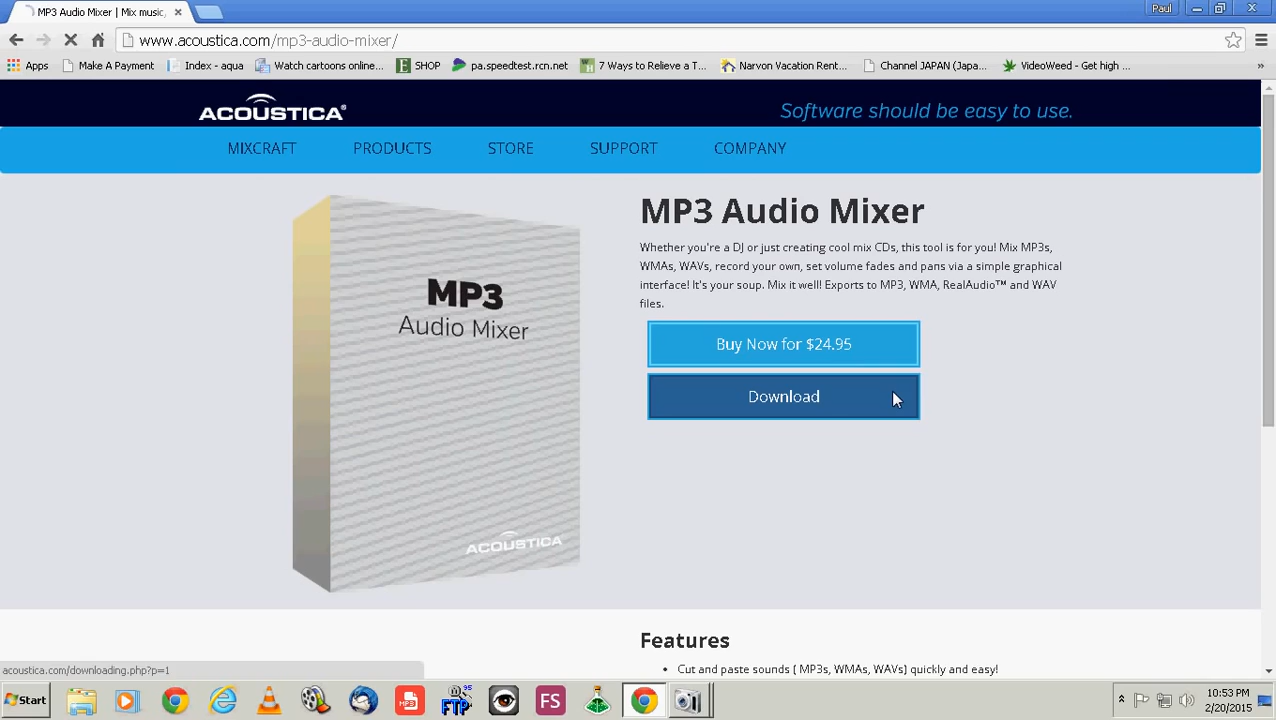 MP3 Audio Mixer | Mix music,
Paul
www.acoustica.com/mp3-audio-mixer/
Apps
Make A Payment
Index - aqua
Watch cartoons online...
SHOP
pa.speedtest.rcn.net
7 Ways to Relieve a T...
Narvon Vacation Rent...
Channel JAPAN (Japa...
VideoWeed - Get high ...
»
ACOUSTICA®
Software should be easy to use.
MIXCRAFT
PRODUCTS
STORE
SUPPORT
COMPANY
MP3 Audio Mixer
Whether you're a DJ or just creating cool mix CDs, this tool is for you! Mix MP3s,
WMAs, WAVs, record your own, set volume fades and pans via a simple graphical
interface! It's your soup. Mix it well! Exports to MP3, WMA, RealAudio™ and WAV
files.
Buy Now for $24.95
Download
MP3
Audio Mixer
ACOUSTICA
Features
• Cut and paste sounds [ MP3s, WMAs, WAVs] quickly and easy!
acoustica.com/downloading.php?p=1
Start
MP3
FTP
FS
10:53 PM
2/20/2015